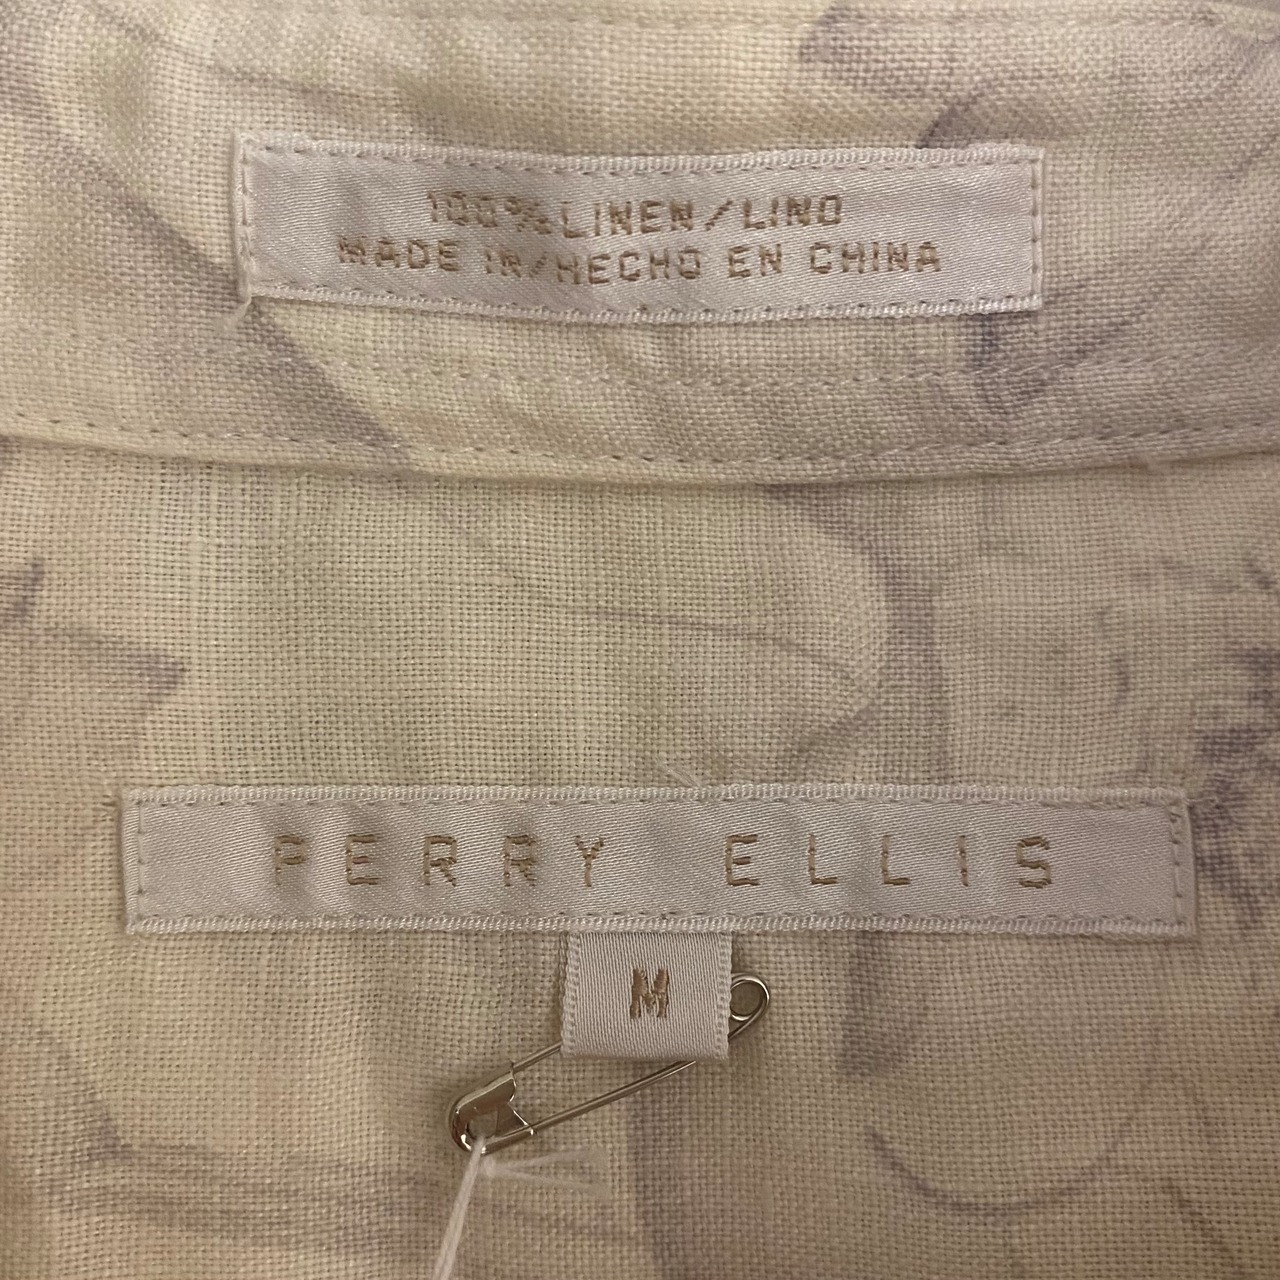 100% LINEN/LINO
MADE IN/HECHO EN CHINA
PERRY ELLIS
M